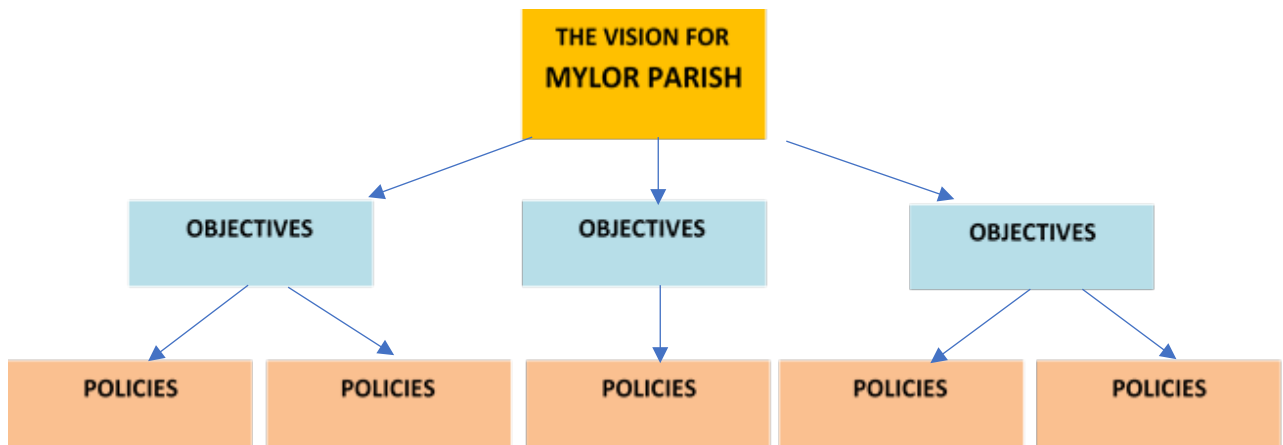 THE VISION FOR
MYLOR PARISH
OBJECTIVES
OBJECTIVES
OBJECTIVES
POLICIES
POLICIES
POLICIES
POLICIES
POLICIES